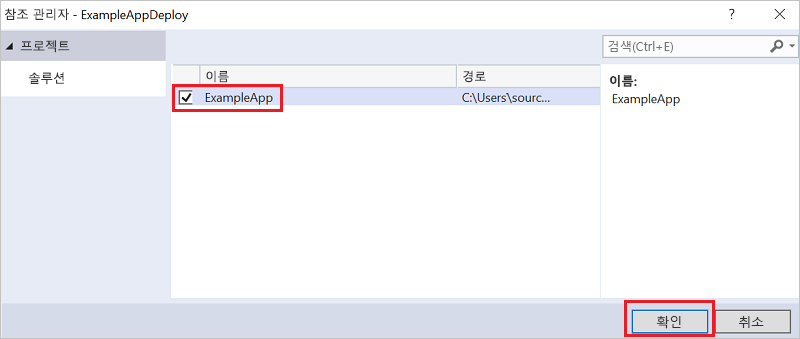 참조 관리자 - ExampleAppDeploy
?
프로젝트
검색(Ctrl+E)
솔루션
이름 경로
ExampleApp C:\Users\sourc...
이름:
ExampleApp
확인 취소